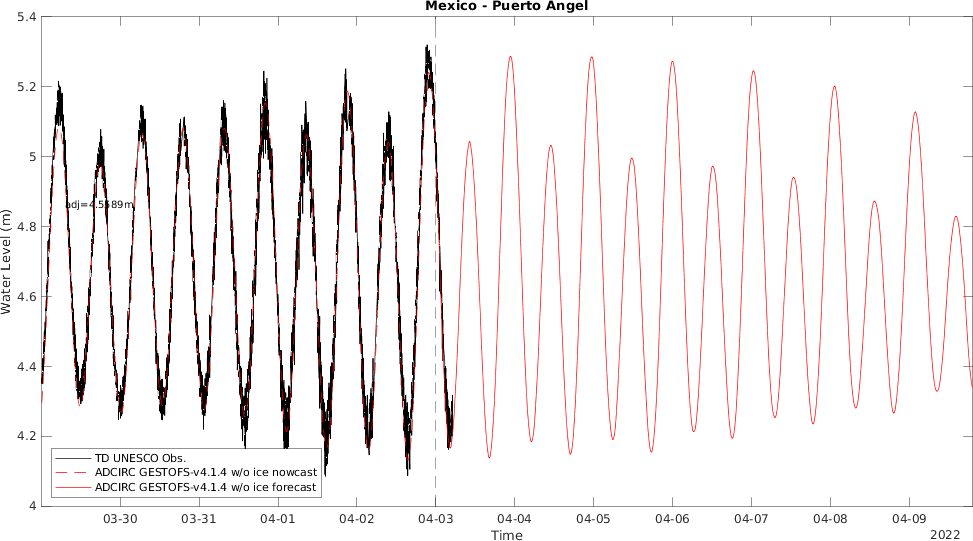 Mexico - Puerto Angel
5.4
5.2
5
4.8
4.6
4.4
4.2
4
Water Level (m)
adj=4.5589m
TD UNESCO Obs.
ADCIRC GESTOFS-v4.1.4 w/o ice nowcast
ADCIRC GESTOFS-v4.1.4 w/o ice forecast
03-30 03-31 04-01 04-02 04-03 04-04 04-05 04-06 04-07 04-08 04-09
Time
2022